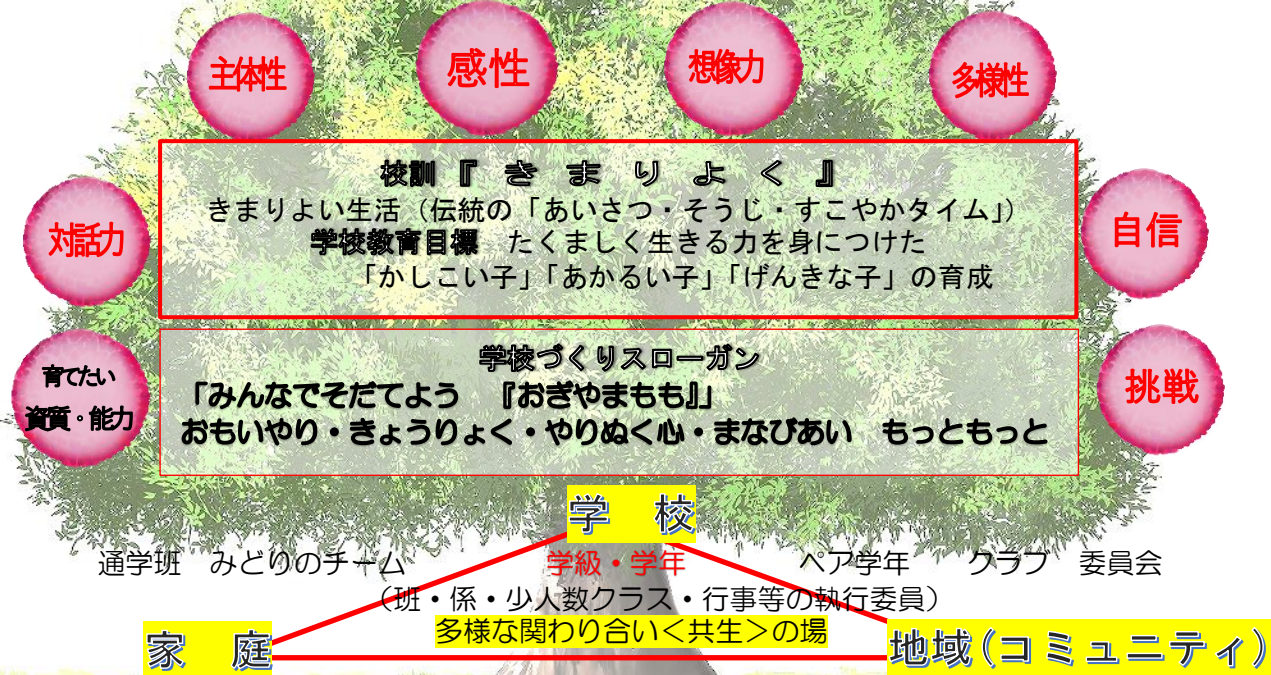 主体性
感性
想像力
多様性
対話力
自信
育てたい
資質・能力
挑戦
校訓『 き ま り よ く 』
きまりよい生活（伝統の「あいさつ・そうじ・すこやかタイム」）
学校教育目標　たくましく生きる力を身につけた
「かしこい子」「あかるい子」「げんきな子」の育成
学校づくりスローガン
「みんなでそだてよう　『おぎやまもも』」
おもいやり・きょうりょく・やりぬく心・まなびあい　もっともっと
学　校
通学班　みどりのチーム　学級・学年　ペア学年　クラブ　委員会
（班・係・少人数クラス・行事等の執行委員）
多様な関わり合い＜共生＞の場
家　庭
地域（コミュニティ）